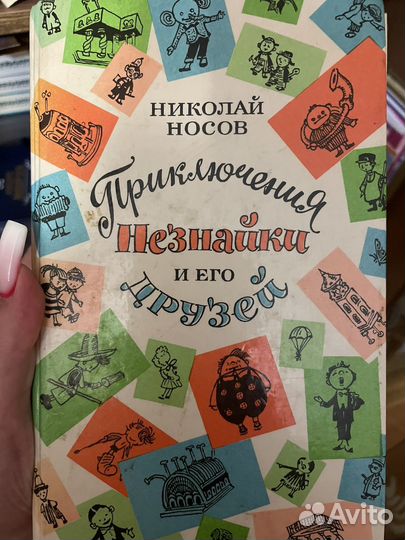 НИКОЛАЙ
НОСОВ
Приключения
Незнайки
И ЕГО
ДРУЗЕЙ
Avito